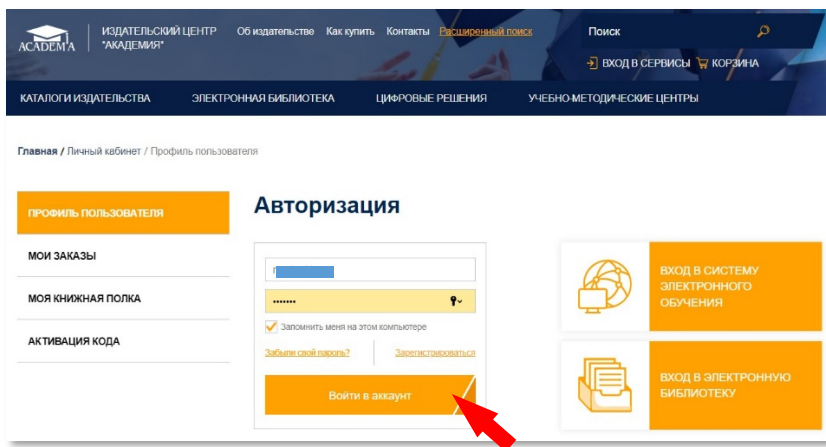 ACADEM'A
ИЗДАТЕЛЬСКИЙ ЦЕНТР
"АКАДЕМИЯ"
Об издательстве Как купить Контакты Расширенный поиск
Поиск
ВХОД В СЕРВИСЫ КОРЗИНА
КАТАЛОГИ ИЗДАТЕЛЬСТВА ЭЛЕКТРОННАЯ БИБЛИОТЕКА ЦИФРОВЫЕ РЕШЕНИЯ УЧЕБНО-МЕТОДИЧЕСКИЕ ЦЕНТРЫ
Главная / Личный кабинет / Профиль пользователя
ПРОФИЛЬ ПОЛЬЗОВАТЕЛЯ
МОИ ЗАКАЗЫ
МОЯ КНИЖНАЯ ПОЛКА
АКТИВАЦИЯ КОДА
Авторизация
Запомнить меня на этом компьютере
Забыли свой пароль? Зарегистрироваться
Войти в аккаунт
ВХОД В СИСТЕМУ
ЭЛЕКТРОННОГО
ОБУЧЕНИЯ
ВХОД В ЭЛЕКТРОННУЮ
БИБЛИОТЕКУ